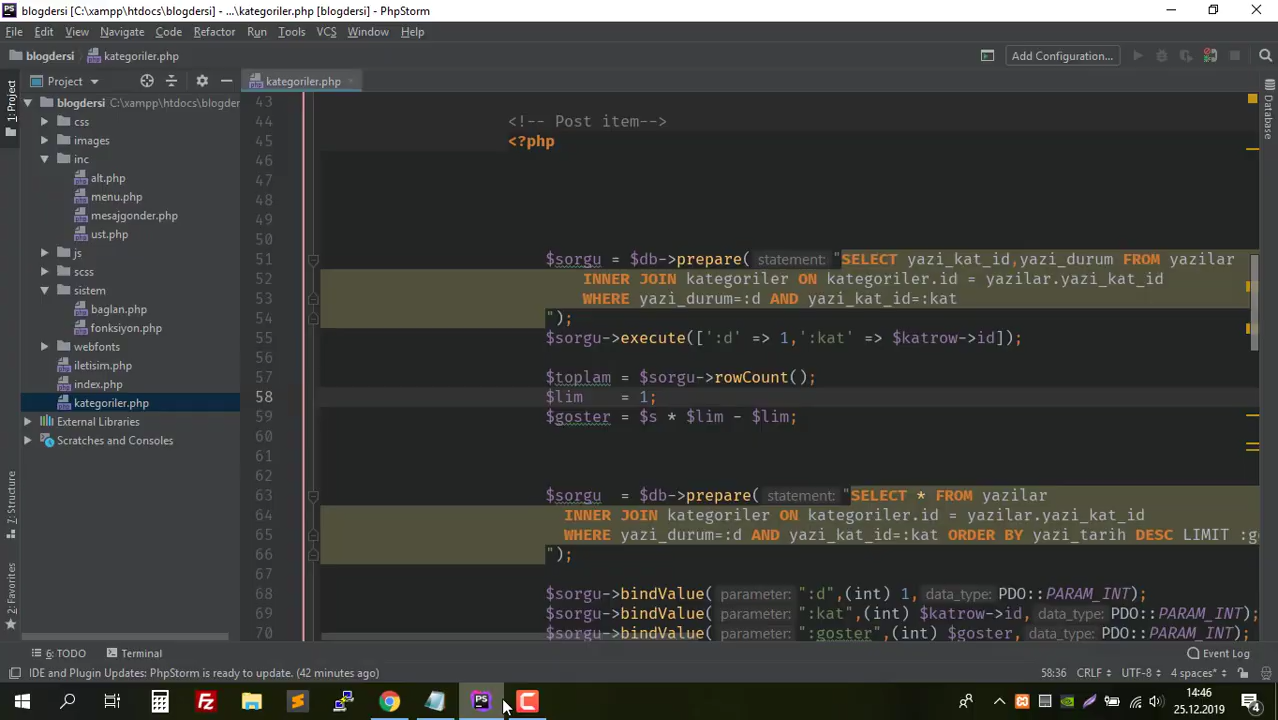 blogdersi [C:\xampp\htdocs\blogdersi] - ...\kategoriler.php [blogdersi] - PhpStorm
File Edit View Navigate Code Refactor Run Tools VCS Window Help
blogdersi kategoriler.php Add Configuration...
Project kategoriler.php
1: Project
Database
7: Structure
2: Favorites
blogdersi C:\xampp\htdocs\blogder
css
images
inc
alt.php
menu.php
mesajgonder.php
ust.php
js
scss
sistem
baglan.php
fonksiyon.php
webfonts
iletisim.php
index.php
kategoriler.php
External Libraries
Scratches and Consoles
43
44 <!-- Post item-->
45 <?php
46
47
48
49
50
51 $sorgu = $db->prepare( statement: "SELECT yazi_kat_id,yazi_durum FROM yazilar
52 INNER JOIN kategoriler ON kategoriler.id = yazilar.yazi_kat_id
53 WHERE yazi_durum=:d AND yazi_kat_id=:kat
54 ");
55 $sorgu->execute([':d' => 1,':kat' => $katrow->id]);
56
57 $toplam = $sorgu->rowCount();
58 $lim = 1;
59 $goster = $s * $lim - $lim;
60
61
62
63 $sorgu = $db->prepare( statement: "SELECT * FROM yazilar
64 INNER JOIN kategoriler ON kategoriler.id = yazilar.yazi_kat_id
65 WHERE yazi_durum=:d AND yazi_kat_id=:kat ORDER BY yazi_tarih DESC LIMIT :go
66 ");
67
68 $sorgu->bindValue( parameter: ":d",(int) 1, data_type: PDO::PARAM_INT);
69 $sorgu->bindValue( parameter: ":kat",(int) $katrow->id, data_type: PDO::PARAM_INT);
70 $sorgu->bindValue( parameter: ":goster",(int) $goster, data_type: PDO::PARAM_INT);
6: TODO Terminal Event Log
IDE and Plugin Updates: PhpStorm is ready to update. (42 minutes ago) 58:36 CRLF UTF-8 4 spaces
14:46
25.12.2019
4